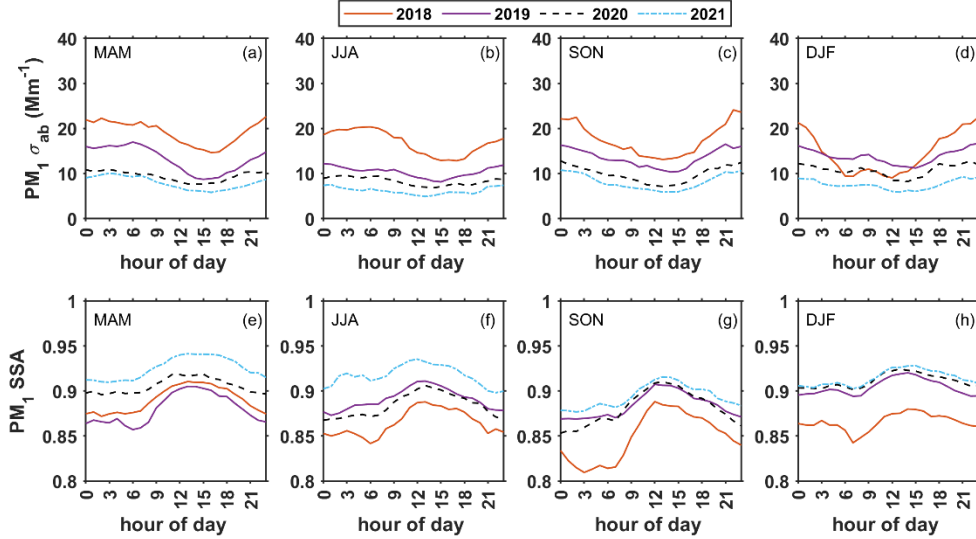 2018 2019 2020 2021
PM1 σab (Mm-1)
40
30
20
10
0
MAM (a)
0 3 6 9 12 15 18 21
hour of day
40
30
20
10
0
JJA (b)
0 3 6 9 12 15 18 21
hour of day
40
30
20
10
0
SON (c)
0 3 6 9 12 15 18 21
hour of day
40
30
20
10
0
DJF (d)
0 3 6 9 12 15 18 21
hour of day
PM1 SSA
1
0.95
0.9
0.85
0.8
MAM (e)
0 3 6 9 12 15 18 21
hour of day
1
0.95
0.9
0.85
0.8
JJA (f)
0 3 6 9 12 15 18 21
hour of day
1
0.95
0.9
0.85
0.8
SON (g)
0 3 6 9 12 15 18 21
hour of day
1
0.95
0.9
0.85
0.8
DJF (h)
0 3 6 9 12 15 18 21
hour of day